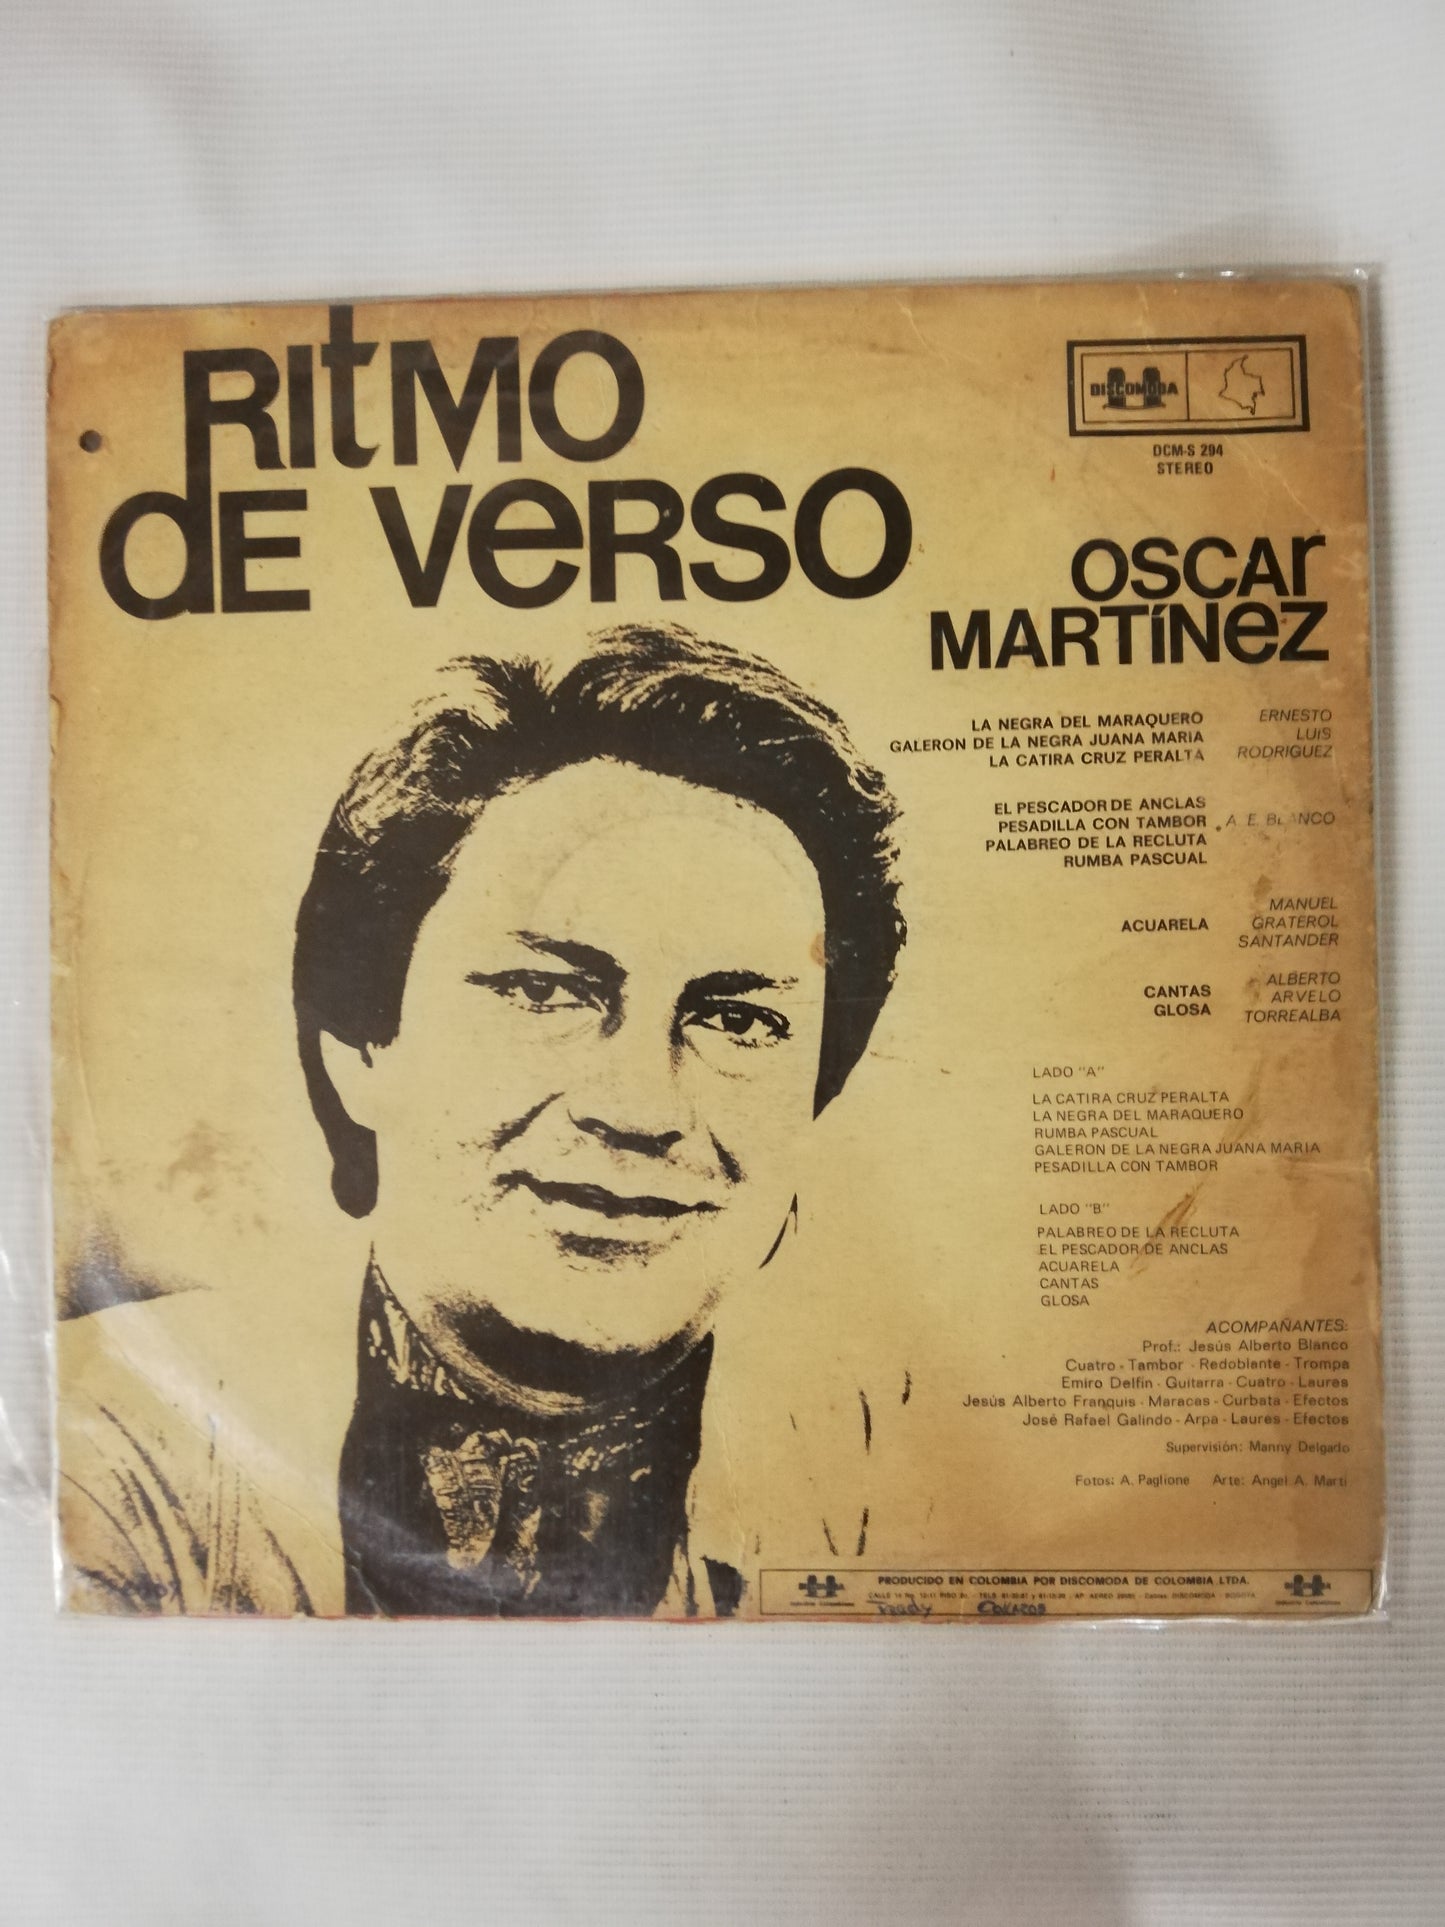 RITMO
DE VERSO
DISCOMODA
DCM-S 294
STEREO
OSCAR
MARTÍNEZ
LA NEGRA DEL MARAQUERO
GALERON DE LA NEGRA JUANA MARIA
LA CATIRA CRUZ PERALTA
ERNESTO
LUIS
RODRIGUEZ
EL PESCADOR DE ANCLAS
PESADILLA CON TAMBOR
PALABREO DE LA RECLUTA
RUMBA PASCUAL
A. E. BLANCO
ACUARELA
MANUEL
GRATEROL
SANTANDER
CANTAS
GLOSA
ALBERTO
ARVELO
TORREALBA
LADO "A"
LA CATIRA CRUZ PERALTA
LA NEGRA DEL MARAQUERO
RUMBA PASCUAL
GALERON DE LA NEGRA JUANA MARIA
PESADILLA CON TAMBOR
LADO "B"
PALABREO DE LA RECLUTA
EL PESCADOR DE ANCLAS
ACUARELA
CANTAS
GLOSA
ACOMPAÑANTES:
Prof.: Jesús Alberto Blanco
Cuatro - Tambor - Redoblante - Trompa
Emiro Delfín - Guitarra - Cuatro - Laures
Jesús Alberto Franquis - Maracas - Curbata - Efectos
José Rafael Galindo - Arpa - Laures - Efectos
Supervisión: Manny Delgado
Fotos: A. Paglione Arte: Angel A. Martí
PRODUCIDO EN COLOMBIA POR DISCOMODA DE COLOMBIA LTDA.